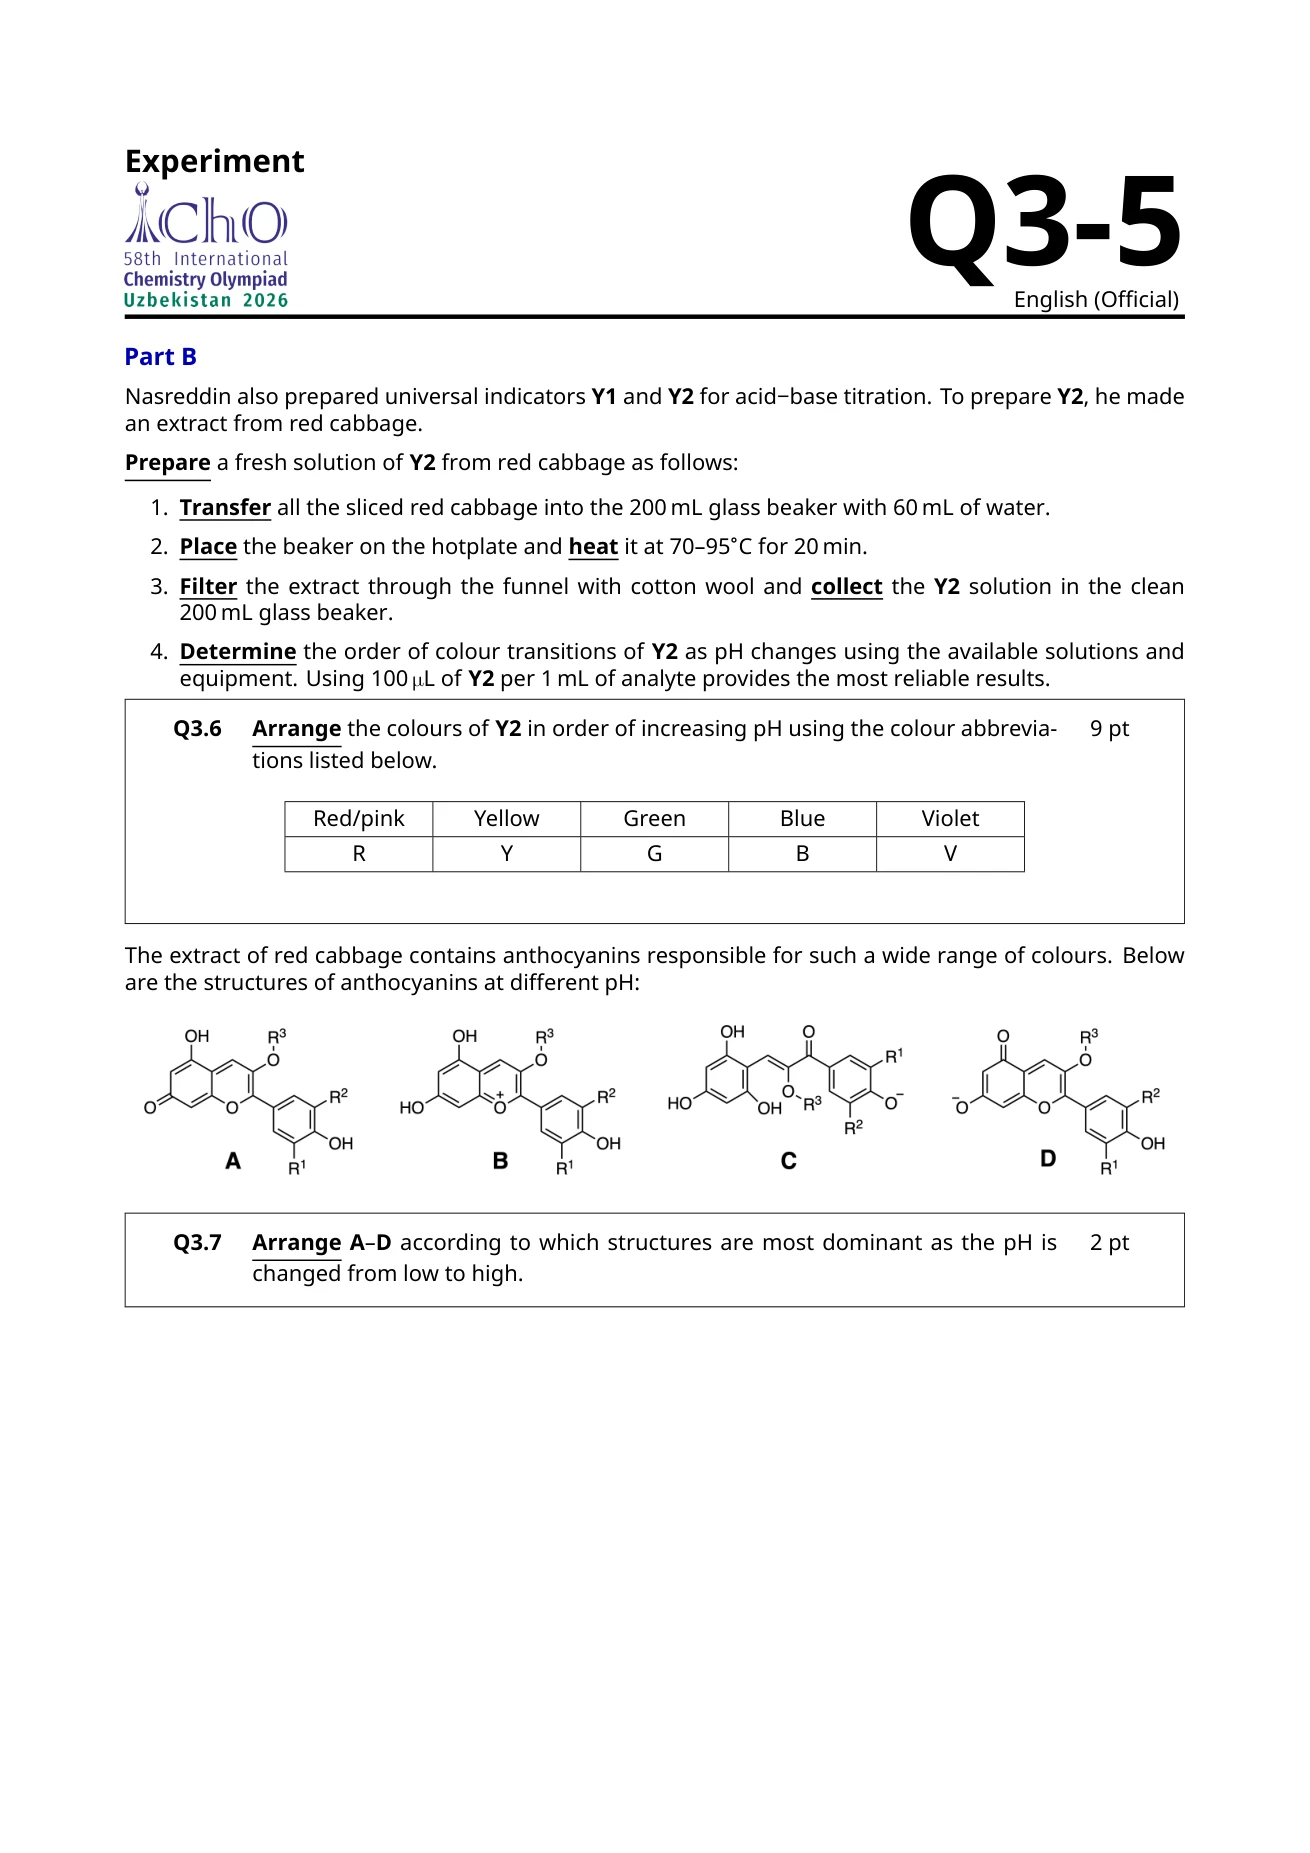 Experiment
IChO
58th International
Chemistry Olympiad
Uzbekistan 2026
Q3-5
English (Official)
Part B
Nasreddin also prepared universal indicators Y1 and Y2 for acid−base titration. To prepare Y2, he made
an extract from red cabbage.
Prepare a fresh solution of Y2 from red cabbage as follows:
1. Transfer all the sliced red cabbage into the 200 mL glass beaker with 60 mL of water.
2. Place the beaker on the hotplate and heat it at 70–95˚C for 20 min.
3. Filter the extract through the funnel with cotton wool and collect the Y2 solution in the clean
200 mL glass beaker.
4. Determine the order of colour transitions of Y2 as pH changes using the available solutions and
equipment. Using 100 µL of Y2 per 1 mL of analyte provides the most reliable results.
Q3.6 Arrange the colours of Y2 in order of increasing pH using the colour abbrevia- 9 pt
tions listed below.
Red/pink Yellow Green Blue Violet
R Y G B V
The extract of red cabbage contains anthocyanins responsible for such a wide range of colours. Below
are the structures of anthocyanins at different pH:
OH R³ O O O R² OH R¹
A
OH R³ O HO O + R² OH R¹
B
OH O R¹ HO OH O R³ O⁻ R²
C
O R³ O ⁻O O R² OH R¹
D
Q3.7 Arrange A–D according to which structures are most dominant as the pH is 2 pt
changed from low to high.